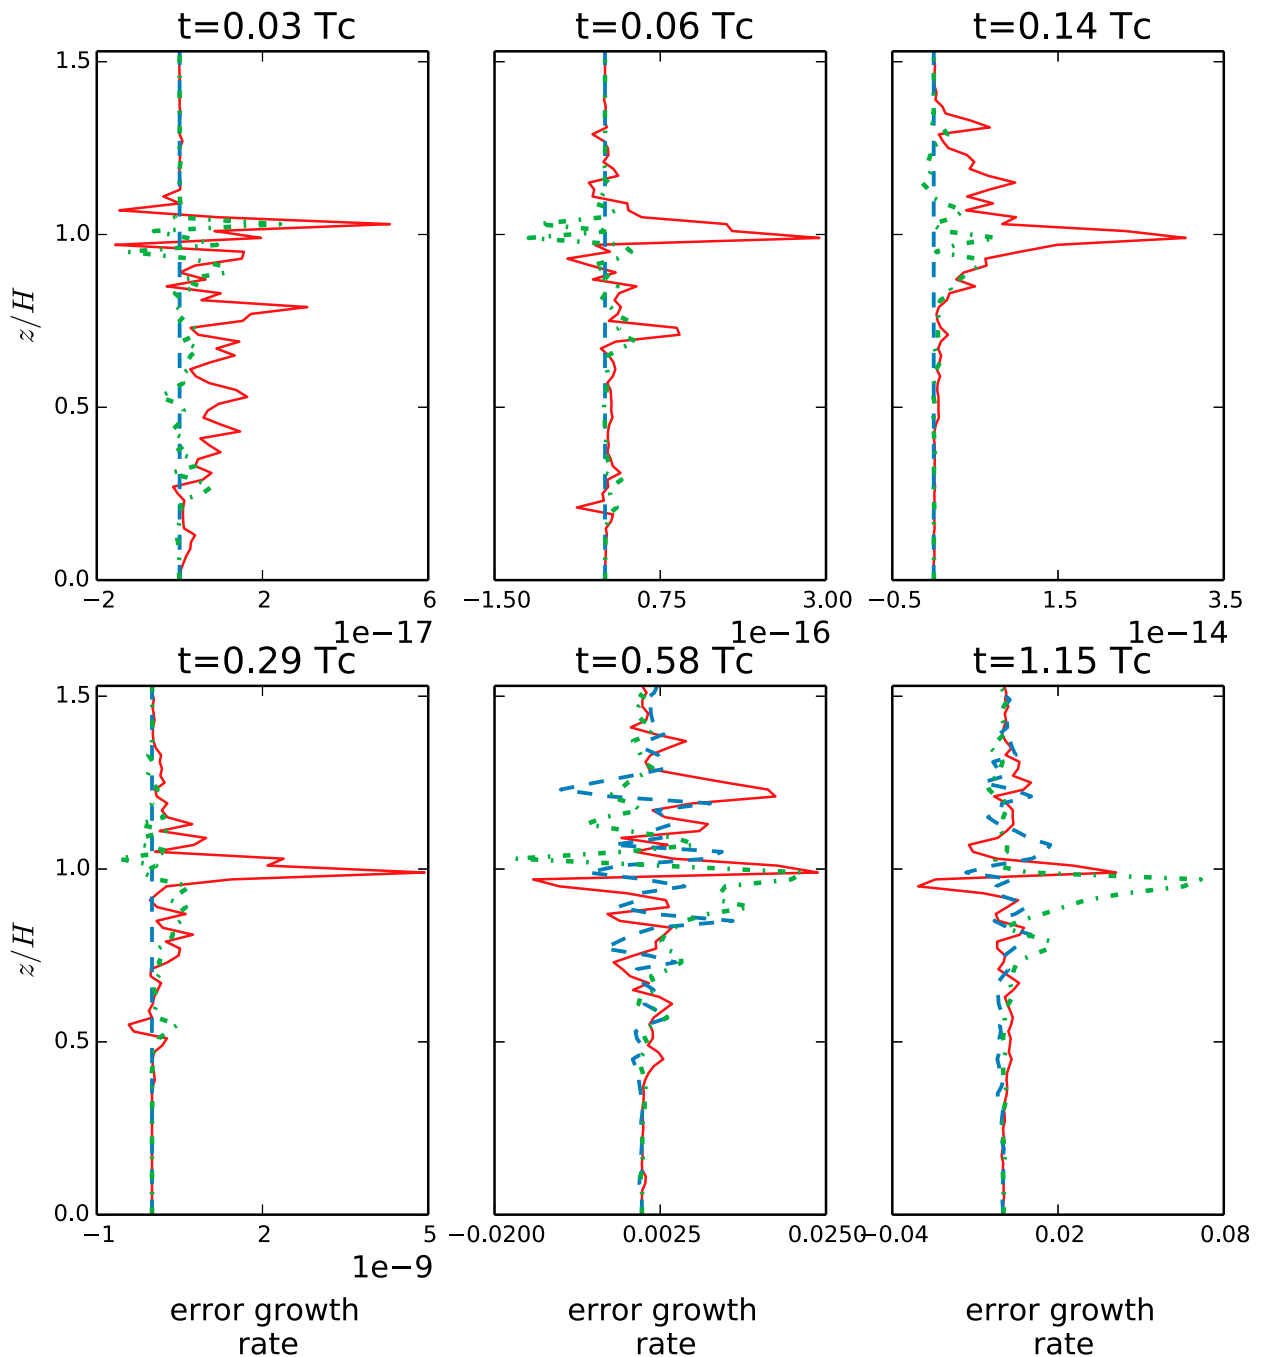 t=0.03 Tc
t=0.06 Tc
t=0.14 Tc
1.5
1.0
z/H
0.5
0.0
−2 2 6
−1.50 0.75 3.00
−0.5 1.5 3.5
1e−17
1e−16
1e−14
t=0.29 Tc
t=0.58 Tc
t=1.15 Tc
1.5
1.0
z/H
0.5
0.0
−1 2 5
−0.0200 0.0025 0.0250
−0.04 0.02 0.08
1e−9
error growth
rate
error growth
rate
error growth
rate